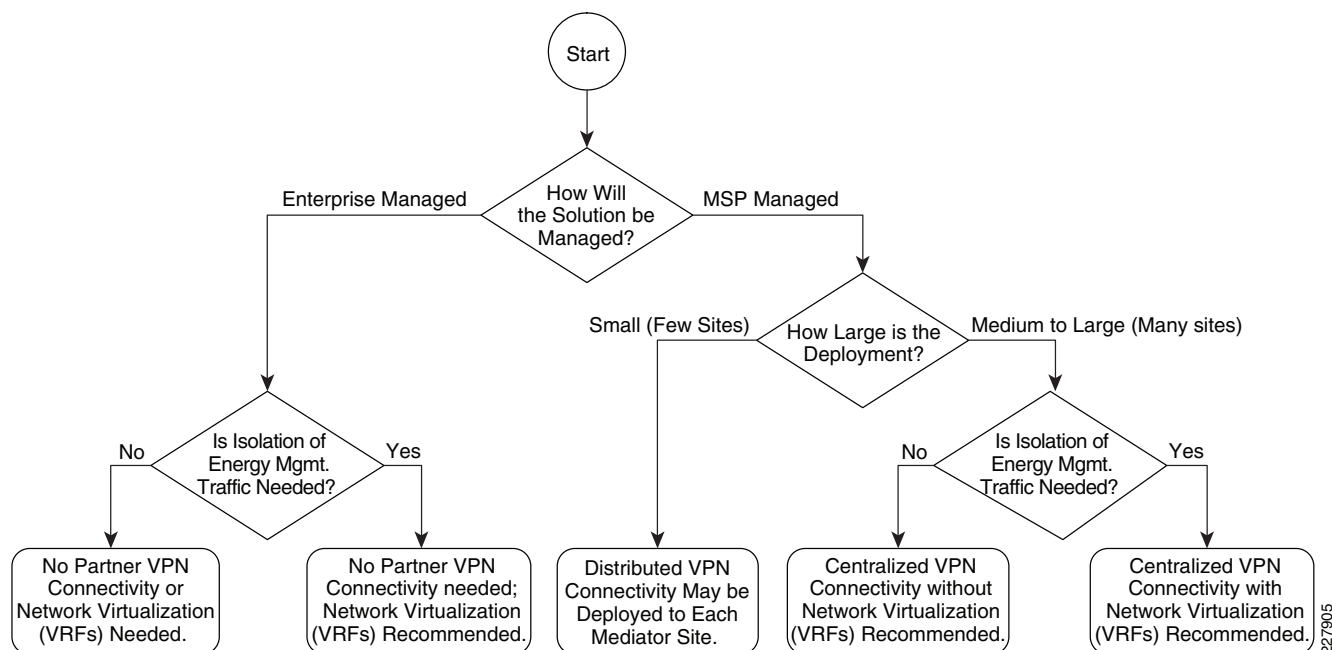 Start
How Will
the Solution be
Managed?
Enterprise Managed
MSP Managed
How Large is the
Deployment?
Small (Few Sites)
Medium to Large (Many sites)
Is Isolation of
Energy Mgmt.
Traffic Needed?
No
Yes
Is Isolation of
Energy Mgmt.
Traffic Needed?
No
Yes
No Partner VPN
Connectivity or
Network Virtualization
(VRFs) Needed.
No Partner VPN
Connectivity needed;
Network Virtualization
(VRFs) Recommended.
Distributed VPN
Connectivity May be
Deployed to Each
Mediator Site.
Centralized VPN
Connectivity without
Network Virtualization
(VRFs) Recommended.
Centralized VPN
Connectivity with
Network Virtualization
(VRFs) Recommended.
227905